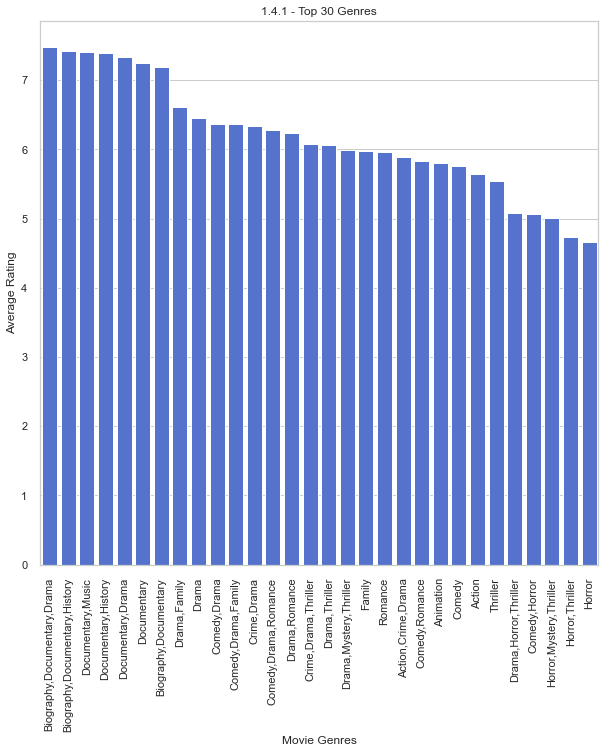 1.4.1 - Top 30 Genres
Average Rating
7
6
5
4
3
2
1
0
Biography,Documentary,Drama
Biography,Documentary,History
Documentary,Music
Documentary,History
Documentary,Drama
Documentary
Biography,Documentary
Drama,Family
Drama
Comedy,Drama
Comedy,Drama,Family
Crime,Drama
Comedy,Drama,Romance
Drama,Romance
Crime,Drama,Thriller
Drama,Thriller
Drama,Mystery,Thriller
Family
Romance
Action,Crime,Drama
Comedy,Romance
Animation
Comedy
Action
Thriller
Drama,Horror,Thriller
Comedy,Horror
Horror,Mystery,Thriller
Horror,Thriller
Horror
Movie Genres